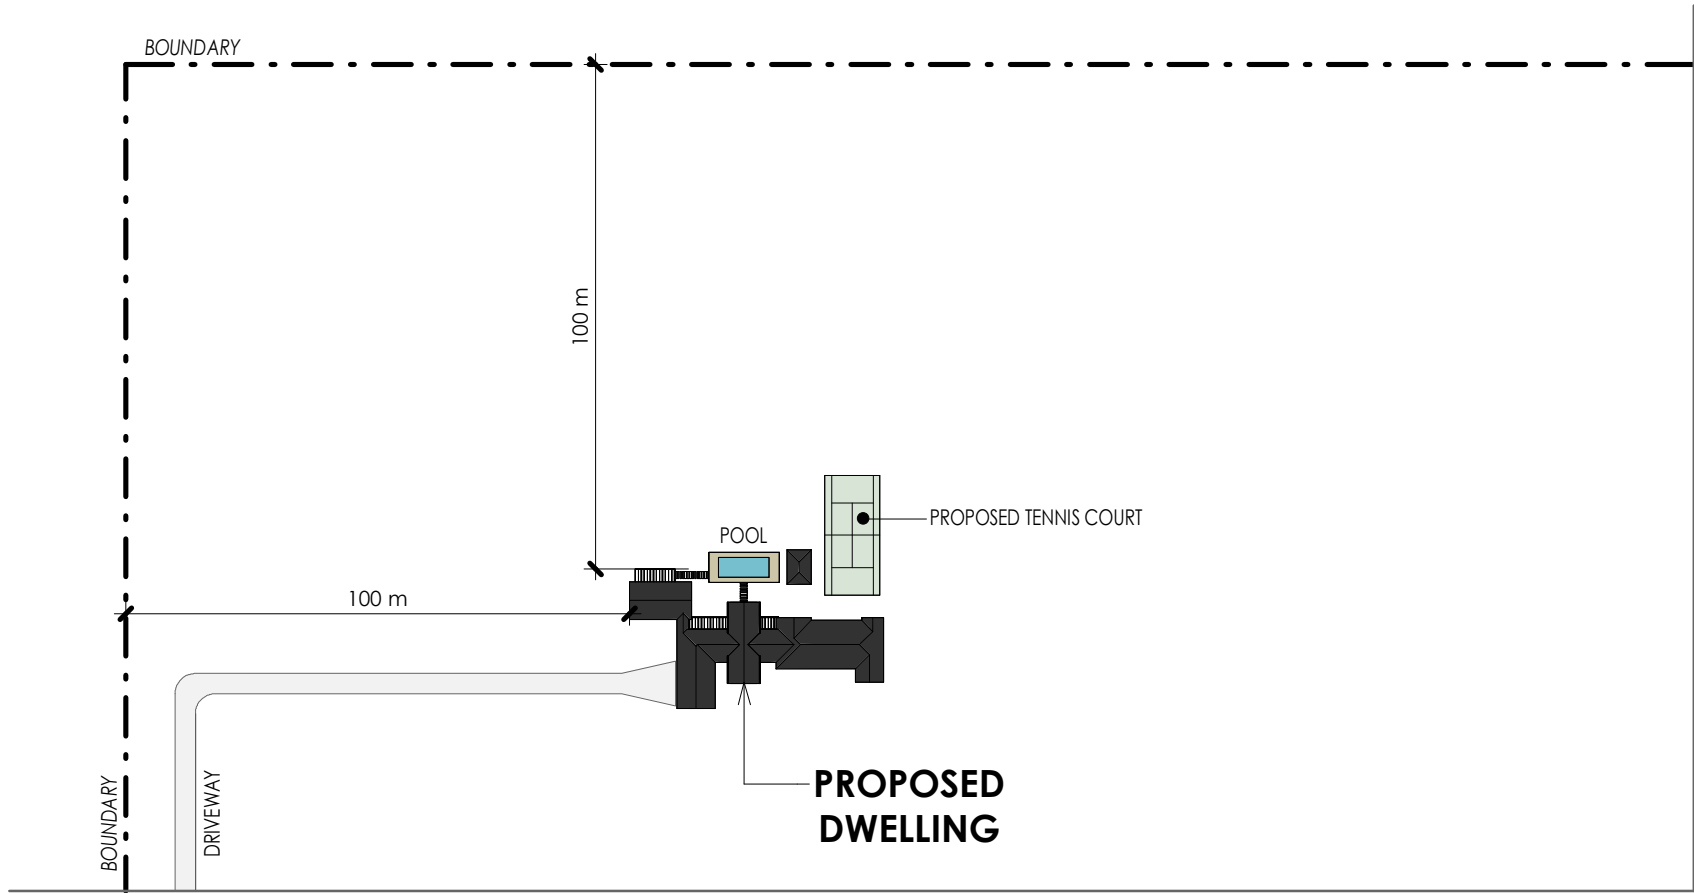 BOUNDARY
100 m
PROPOSED TENNIS COURT
POOL
100 m
PROPOSED
DWELLING
BOUNDARY
DRIVEWAY